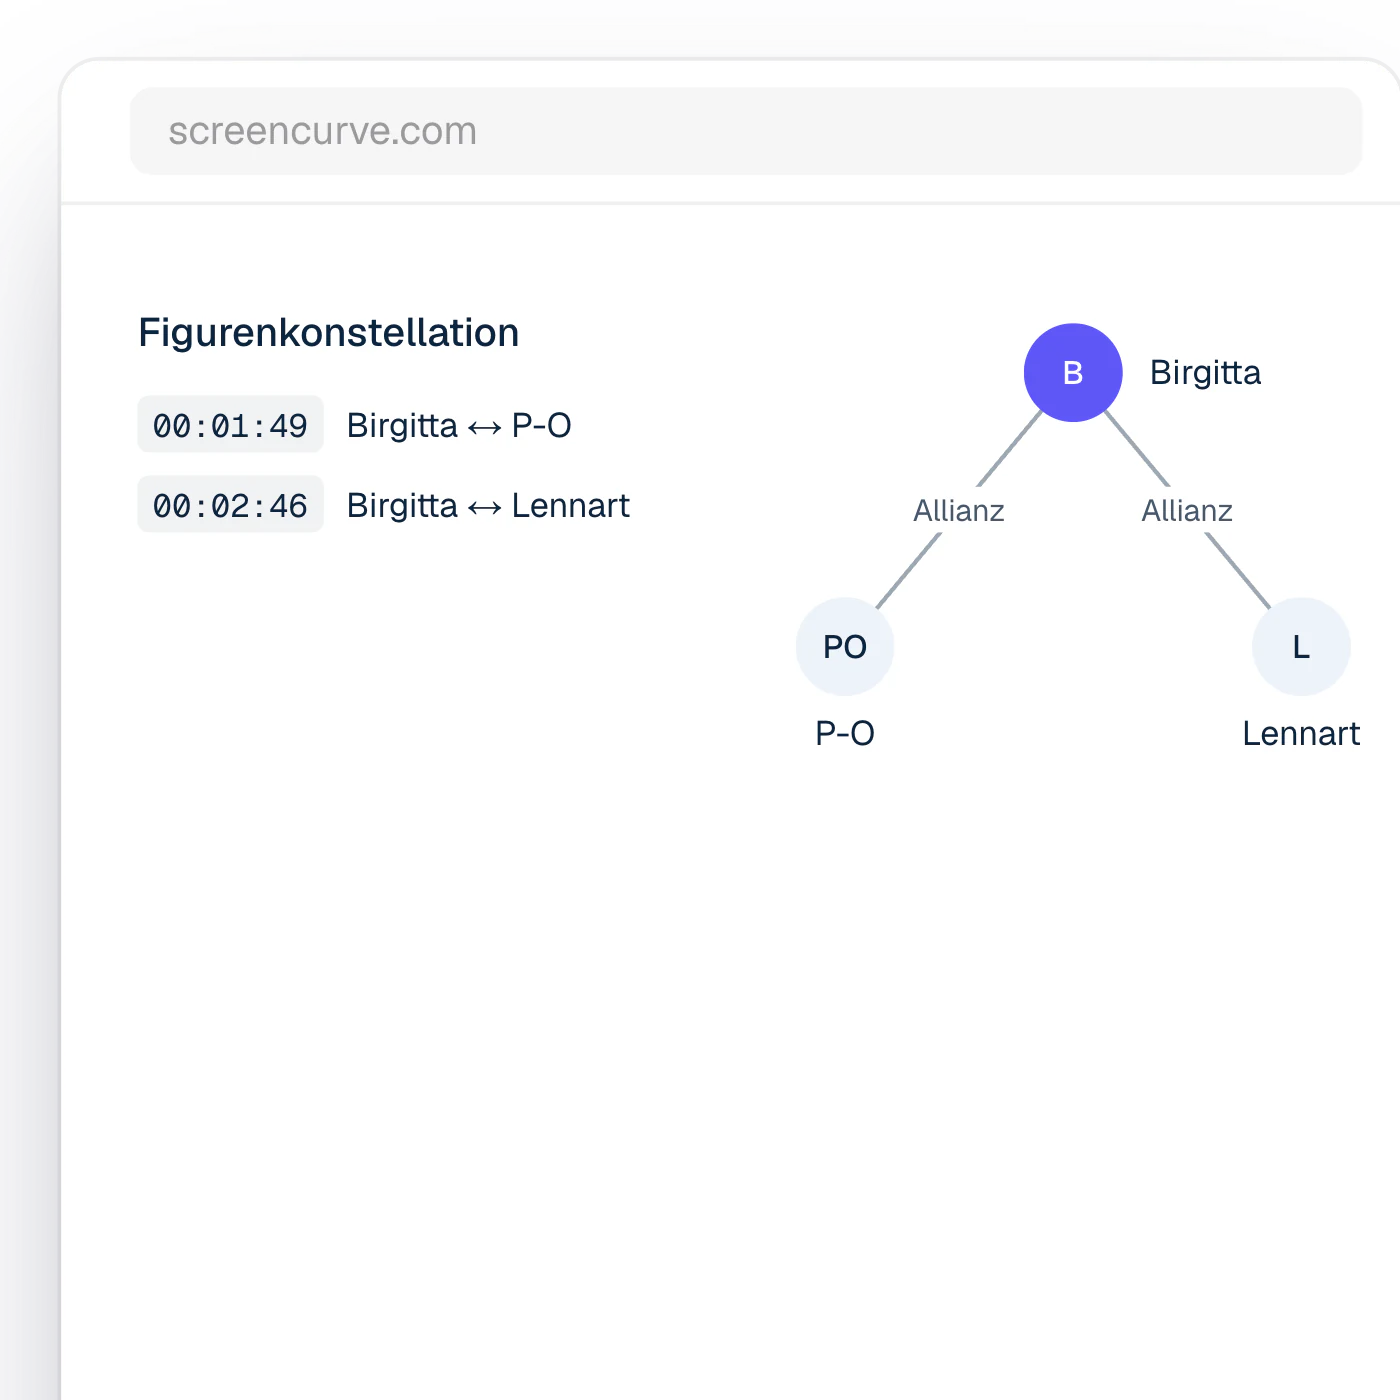 screencurve.com
Figurenkonstellation
00:01:49 Birgitta ↔ P-O
00:02:46 Birgitta ↔ Lennart
B Birgitta
Allianz Allianz
PO L
P-O Lennart